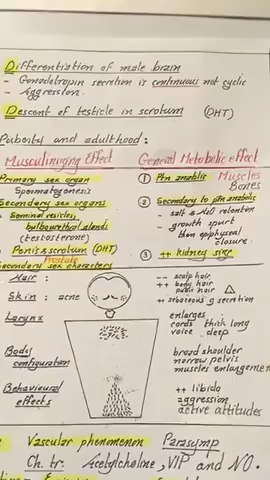 Differentiation of male brain
- Gonadotropin secretion is continuous not cyclic
- Aggression.
Descent of testicle in scrotum (DHT)
Puberty and adulthood:
Musculinizing Effect
General Metabolic effect
Primary sex organ
Spermatogenesis
Secondary sex organs
- Seminal vesicles,
bulbourethral glands
(testosterone)
- Penis & scrotum (DHT)
Prostate
① Ptn anabolic Muscles
Bones
② Secondary to ptn anabolic
- salt & H2O retention
- growth spurt
then epiphyseal
closure
③ ++ kidney size
Secondary sex characters
Hair:
-- scalp hair
++ body hair
pubic hair △
Skin: acne
++ sebaceous g secretion
Larynx
enlarges
cords thick long
voice deep
Body
configuration
broad shoulder
narrow pelvis
muscles enlargement
Behavioural
effects
++ libido
aggression
active attitudes
Vascular phenomenon Parasymp
Ch. tr: Acetylcholine, VIP and NO.